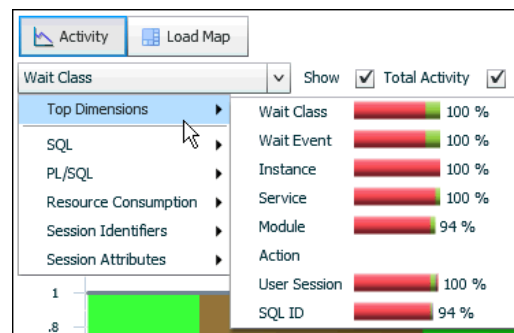 Activity Load Map
Wait Class Show Total Activity
Top Dimensions
SQL
PL/SQL
Resource Consumption
Session Identifiers
Session Attributes
Wait Class 100 %
Wait Event 100 %
Instance 100 %
Service 100 %
Module 94 %
Action
User Session 100 %
SQL ID 94 %
1
.8